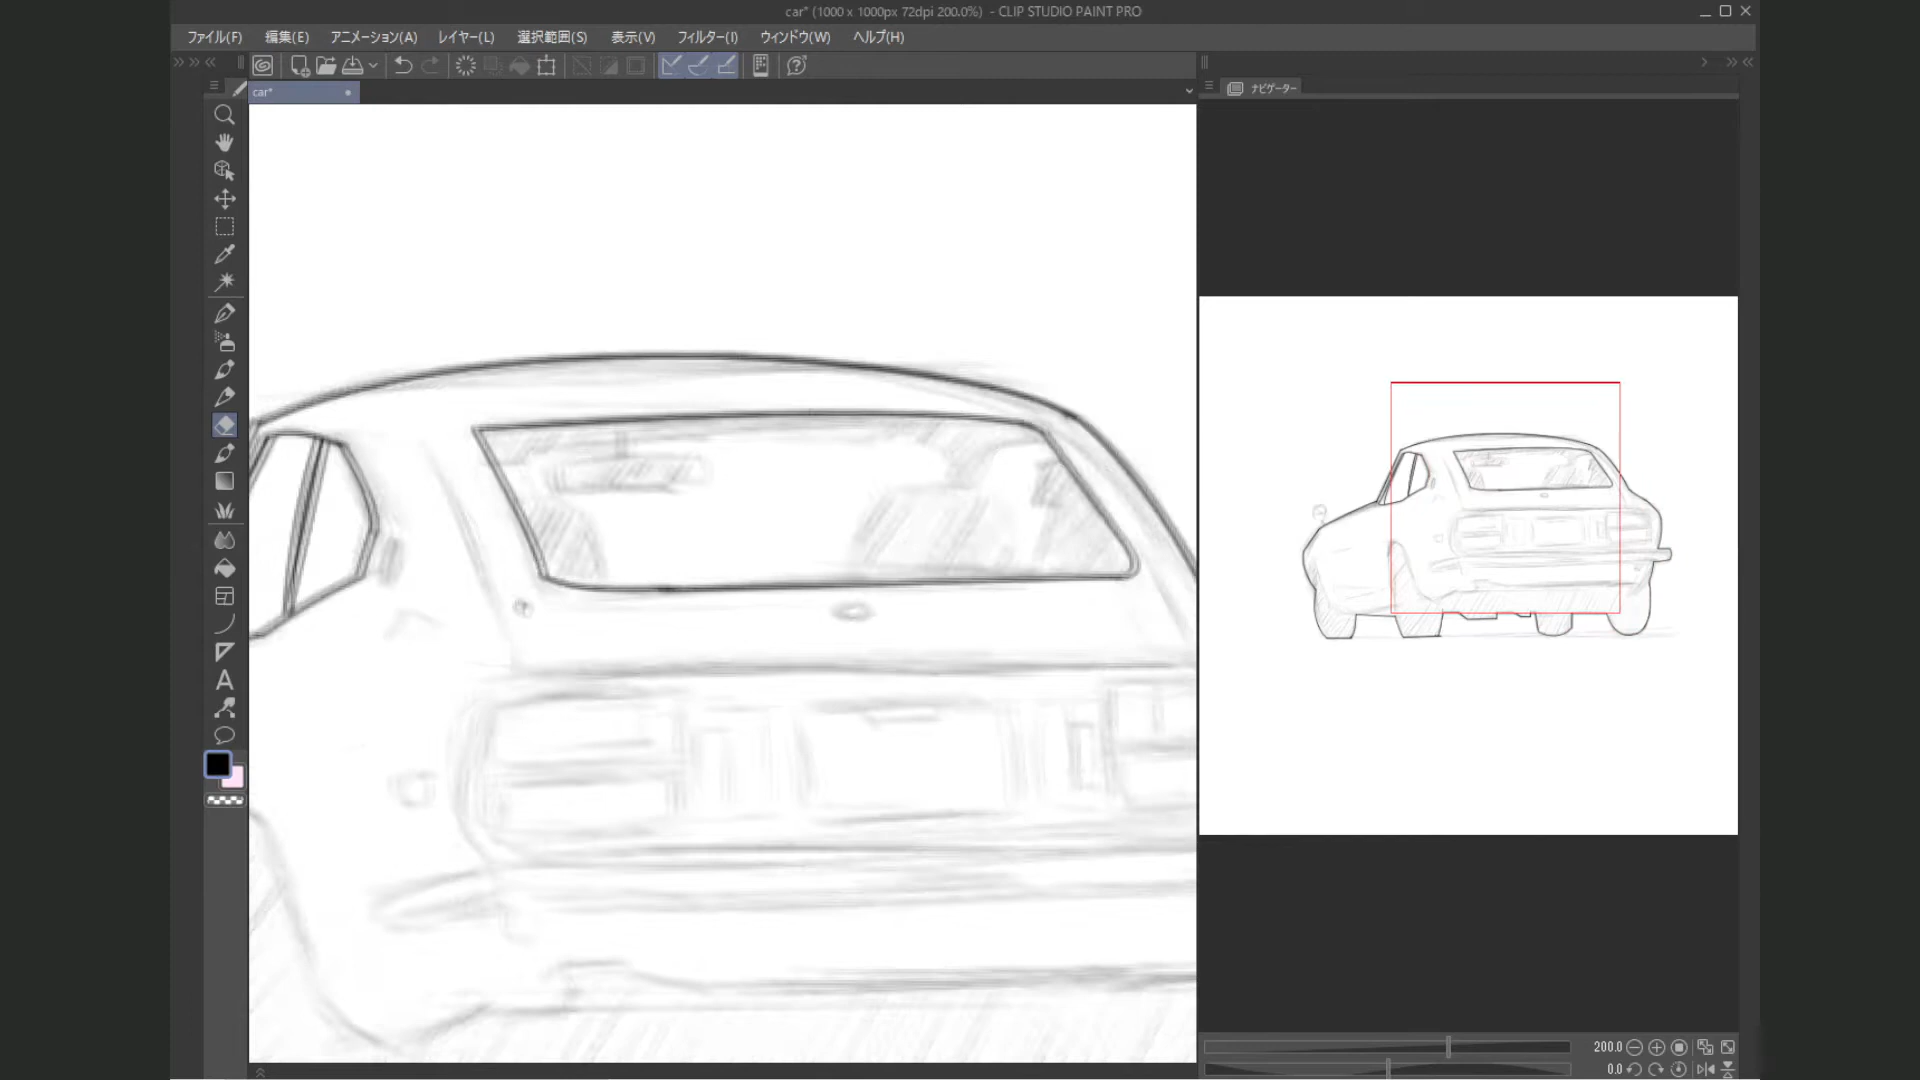 car* (1000 x 1000px 72dpi 200.0%) - CLIP STUDIO PAINT PRO
ファイル(F) 編集(E) アニメーション(A) レイヤー(L) 選択範囲(S) 表示(V) フィルター(I) ウィンドウ(W) ヘルプ(H)
car*
ナビゲーター
200.0
0.0